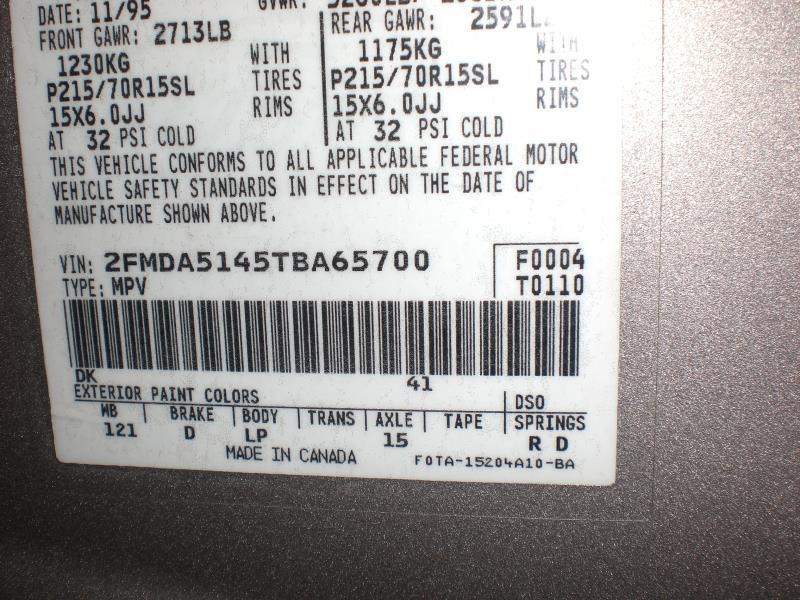 DATE: 11/95 GVWR:
FRONT GAWR: 2713LB REAR GAWR: 2591L
1230KG WITH 1175KG WITH
P215/70R15SL TIRES P215/70R15SL TIRES
15X6.0JJ RIMS 15X6.0JJ RIMS
AT 32 PSI COLD AT 32 PSI COLD
THIS VEHICLE CONFORMS TO ALL APPLICABLE FEDERAL MOTOR
VEHICLE SAFETY STANDARDS IN EFFECT ON THE DATE OF
MANUFACTURE SHOWN ABOVE.
VIN: 2FMDA5145TBA65700 F0004
TYPE: MPV T0110
DK 41
EXTERIOR PAINT COLORS DSO
WB BRAKE BODY TRANS AXLE TAPE SPRINGS
121 D LP 15 R D
MADE IN CANADA F0TA-15204A10-BA